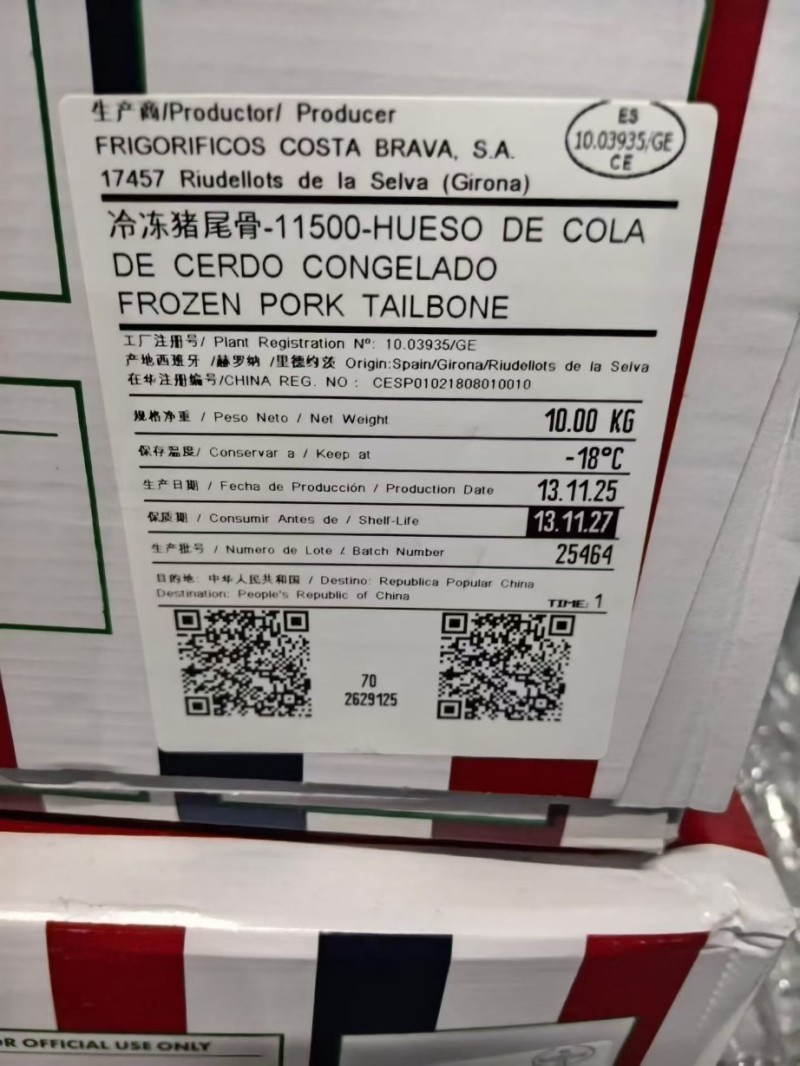 生产商/Productor/ Producer
FRIGORIFICOS COSTA BRAVA, S.A.
17457 Riudellots de la Selva (Girona)
ES
10.03935/GE
CE
冷冻猪尾骨-11500-HUESO DE COLA
DE CERDO CONGELADO
FROZEN PORK TAILBONE
工厂注册号/ Plant Registration Nº: 10.03935/GE
产地西班牙 /赫罗纳 /里德约茨 Origin:Spain/Girona/Riudellots de la Selva
在华注册编号/CHINA REG. NO : CESP01021808010010
规格净重 / Peso Neto / Net Weight 10.00 KG
保存温度/ Conservar a / Keep at -18ºC
生产日期 / Fecha de Producción / Production Date 13.11.25
保质期 / Consumir Antes de / Shelf-Life 13.11.27
生产批号 / Numero de Lote / Batch Number 25464
目的地: 中华人民共和国 / Destino: Republica Popular China
Destination: People's Republic of China
TIME: 1
70
2629125
OR OFFICIAL USE ONLY